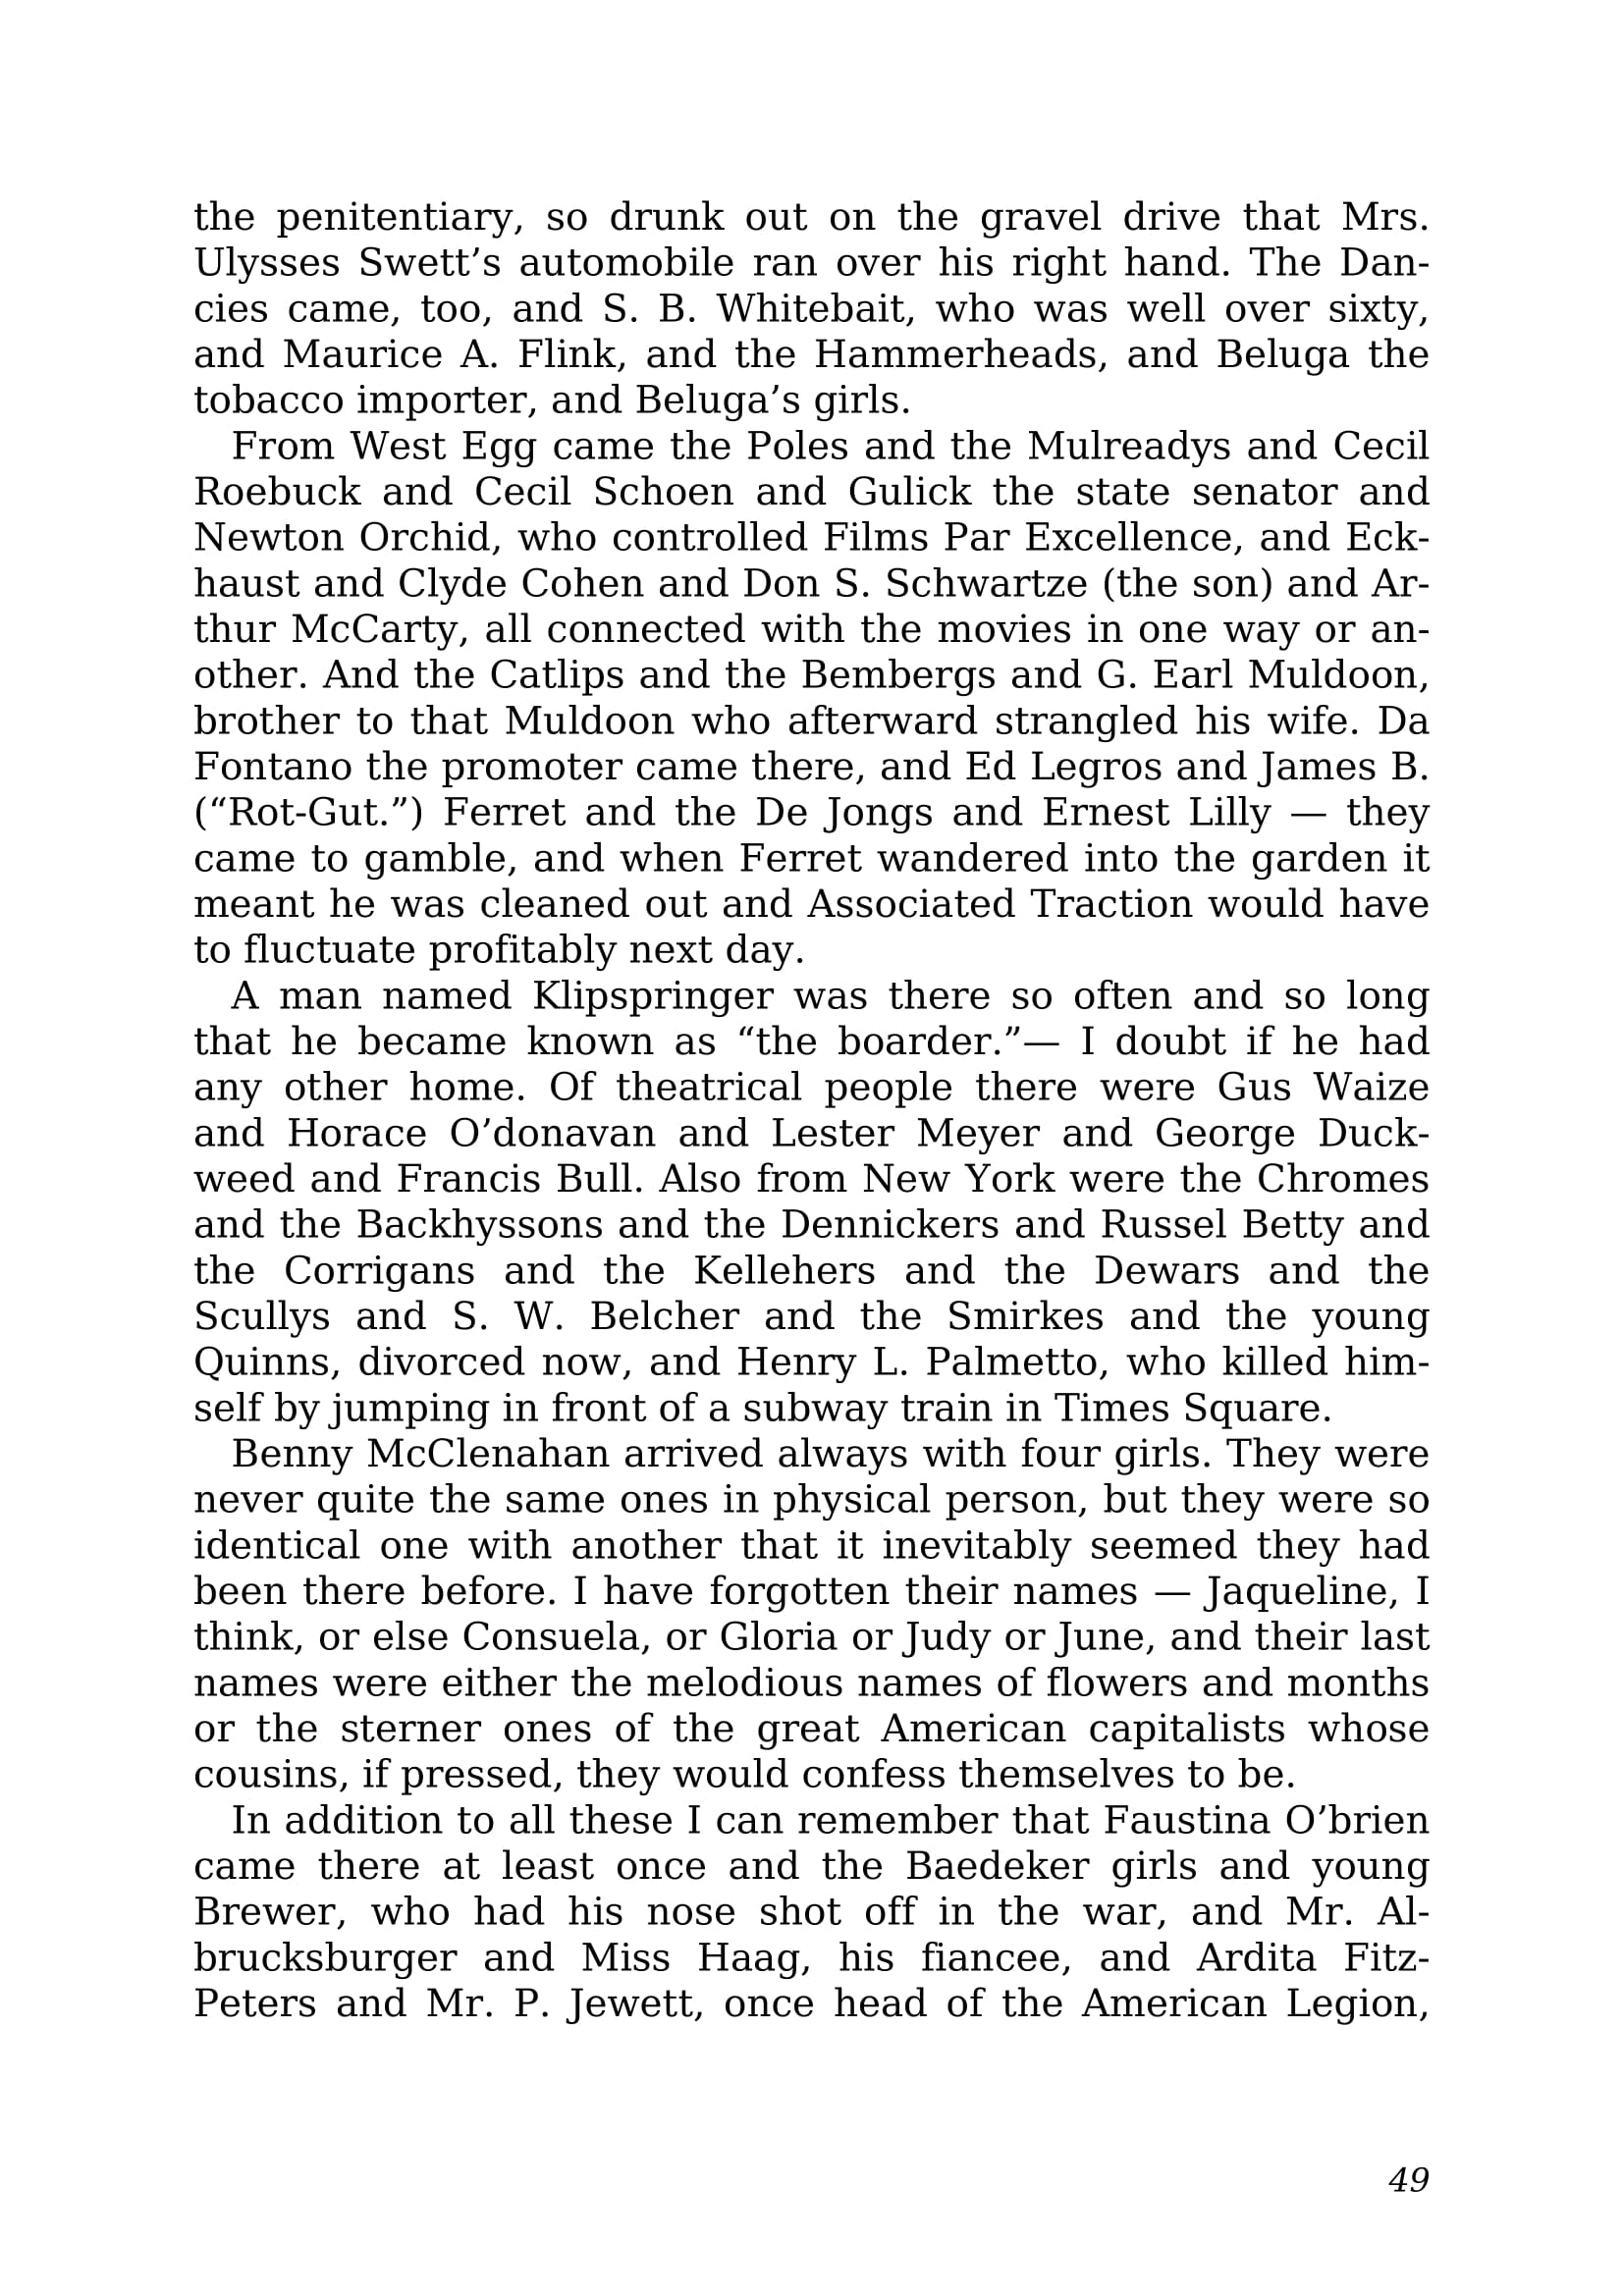 the penitentiary, so drunk out on the gravel drive that Mrs.
Ulysses Swett’s automobile ran over his right hand. The Dan-
cies came, too, and S. B. Whitebait, who was well over sixty,
and Maurice A. Flink, and the Hammerheads, and Beluga the
tobacco importer, and Beluga’s girls.
From West Egg came the Poles and the Mulreadys and Cecil
Roebuck and Cecil Schoen and Gulick the state senator and
Newton Orchid, who controlled Films Par Excellence, and Eck-
haust and Clyde Cohen and Don S. Schwartze (the son) and Ar-
thur McCarty, all connected with the movies in one way or an-
other. And the Catlips and the Bembergs and G. Earl Muldoon,
brother to that Muldoon who afterward strangled his wife. Da
Fontano the promoter came there, and Ed Legros and James B.
(“Rot-Gut.”) Ferret and the De Jongs and Ernest Lilly — they
came to gamble, and when Ferret wandered into the garden it
meant he was cleaned out and Associated Traction would have
to fluctuate profitably next day.
A man named Klipspringer was there so often and so long
that he became known as “the boarder.”— I doubt if he had
any other home. Of theatrical people there were Gus Waize
and Horace O’donavan and Lester Meyer and George Duck-
weed and Francis Bull. Also from New York were the Chromes
and the Backhyssons and the Dennickers and Russel Betty and
the Corrigans and the Kellehers and the Dewars and the
Scullys and S. W. Belcher and the Smirkes and the young
Quinns, divorced now, and Henry L. Palmetto, who killed him-
self by jumping in front of a subway train in Times Square.
Benny McClenahan arrived always with four girls. They were
never quite the same ones in physical person, but they were so
identical one with another that it inevitably seemed they had
been there before. I have forgotten their names — Jaqueline, I
think, or else Consuela, or Gloria or Judy or June, and their last
names were either the melodious names of flowers and months
or the sterner ones of the great American capitalists whose
cousins, if pressed, they would confess themselves to be.
In addition to all these I can remember that Faustina O’brien
came there at least once and the Baedeker girls and young
Brewer, who had his nose shot off in the war, and Mr. Al-
brucksburger and Miss Haag, his fiancee, and Ardita Fitz-
Peters and Mr. P. Jewett, once head of the American Legion,
49